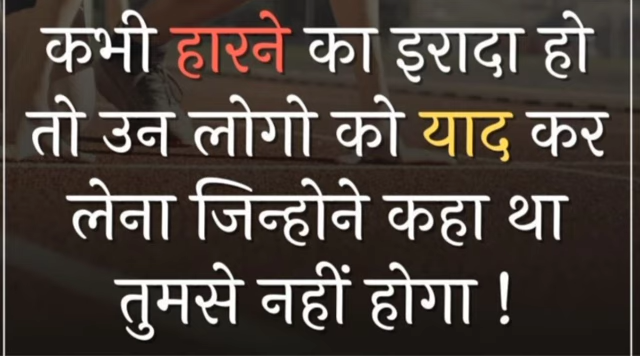 कभी हारने का इरादा हो
तो उन लोगो को याद कर
लेना जिन्होने कहा था
तुमसे नहीं होगा !